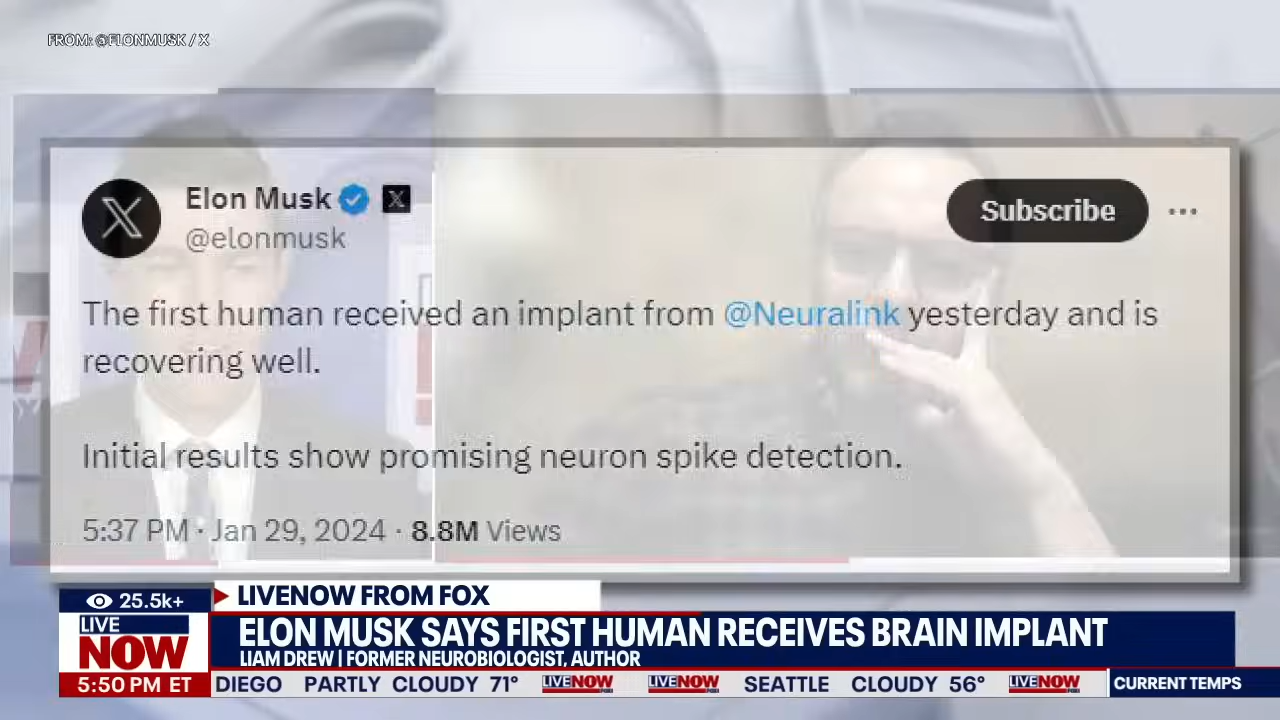 FROM: @ELONMUSK / X
Elon Musk
@elonmusk
Subscribe
The first human received an implant from @Neuralink yesterday and is
recovering well.
Initial results show promising neuron spike detection.
5:37 PM · Jan 29, 2024 · 8.8M Views
25.5k+
LIVENOW FROM FOX
LIVE
NOW
ELON MUSK SAYS FIRST HUMAN RECEIVES BRAIN IMPLANT
LIAM DREW | FORMER NEUROBIOLOGIST, AUTHOR
5:50 PM ET
DIEGO PARTLY CLOUDY 71° LIVENOW LIVENOW SEATTLE CLOUDY 56° LIVENOW CURRENT TEMPS